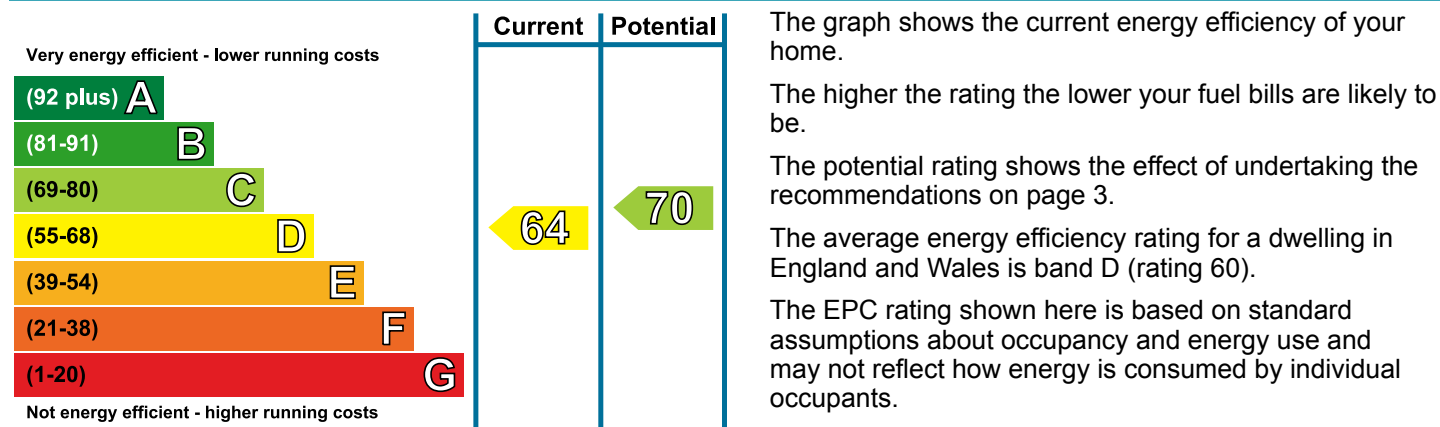 Current Potential
Very energy efficient - lower running costs
(92 plus) A
(81-91) B
(69-80) C
(55-68) D
(39-54) E
(21-38) F
(1-20) G
Not energy efficient - higher running costs
64
70
The graph shows the current energy efficiency of your
home.
The higher the rating the lower your fuel bills are likely to
be.
The potential rating shows the effect of undertaking the
recommendations on page 3.
The average energy efficiency rating for a dwelling in
England and Wales is band D (rating 60).
The EPC rating shown here is based on standard
assumptions about occupancy and energy use and
may not reflect how energy is consumed by individual
occupants.